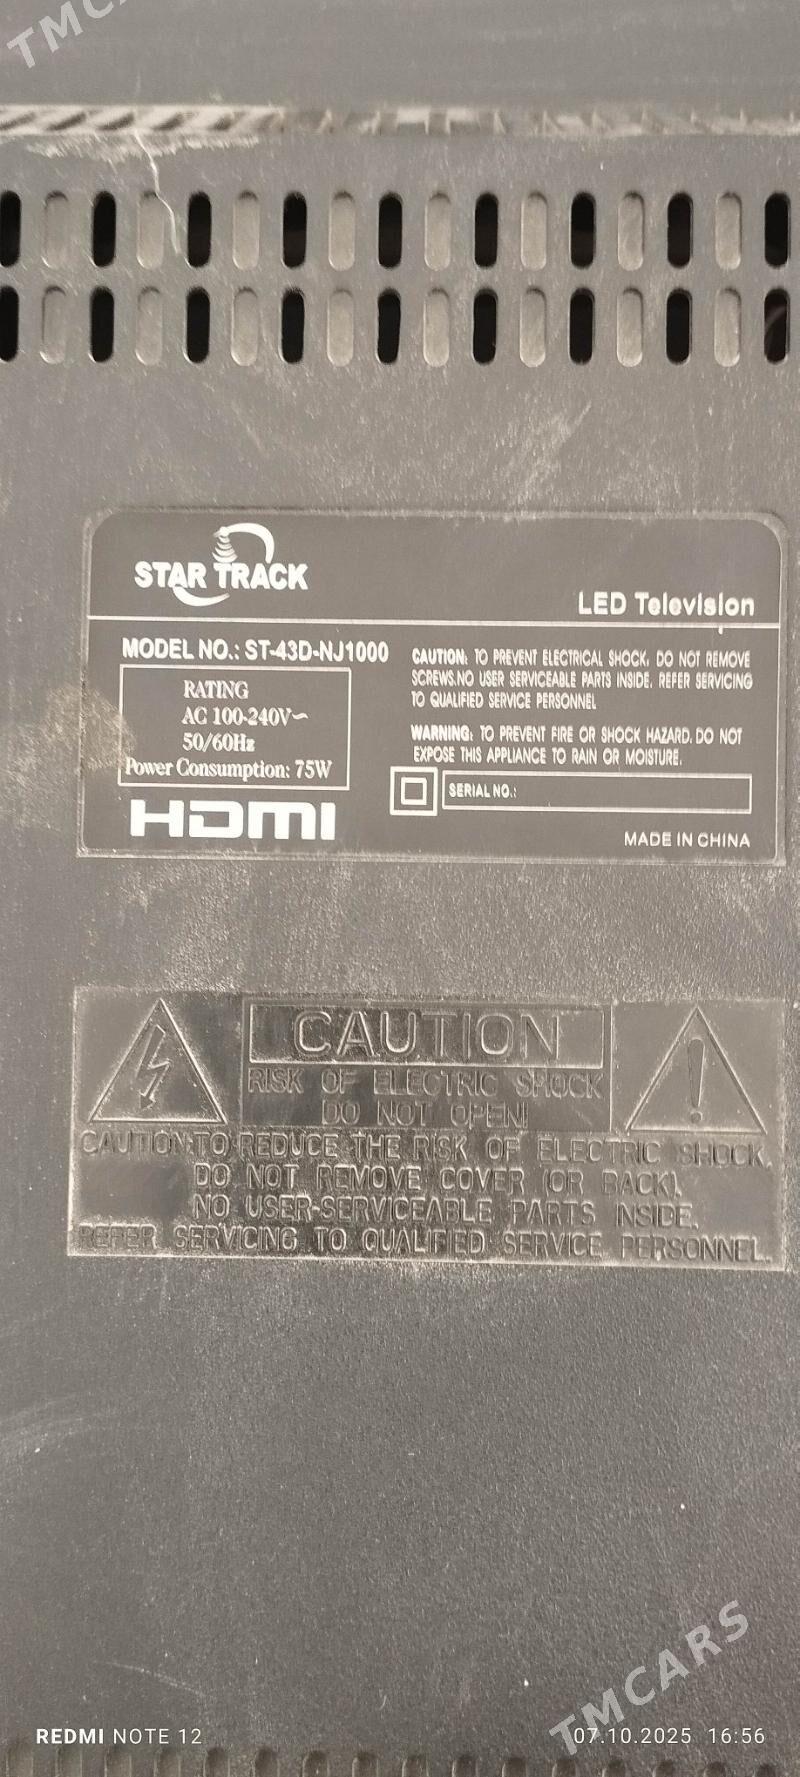 TMCA
STAR TRACK
LED Television
MODEL NO.: ST-43D-NJ1000
RATING
AC 100-240V~
50/60Hz
Power Consumption: 75W
HDMI
CAUTION: TO PREVENT ELECTRICAL SHOCK, DO NOT REMOVE
SCREWS.NO USER SERVICEABLE PARTS INSIDE. REFER SERVICING
TO QUALIFIED SERVICE PERSONNEL
WARNING: TO PREVENT FIRE OR SHOCK HAZARD. DO NOT
EXPOSE THIS APPLIANCE TO RAIN OR MOISTURE.
SERIAL NO.:
MADE IN CHINA
CAUTION
RISK OF ELECTRIC SHOCK
DO NOT OPEN!
CAUTION:TO REDUCE THE RISK OF ELECTRIC SHOCK,
DO NOT REMOVE COVER (OR BACK).
NO USER-SERVICEABLE PARTS INSIDE.
REFER SERVICING TO QUALIFIED SERVICE PERSONNEL.
TMCARS
REDMI NOTE 12
07.10.2025 16:56